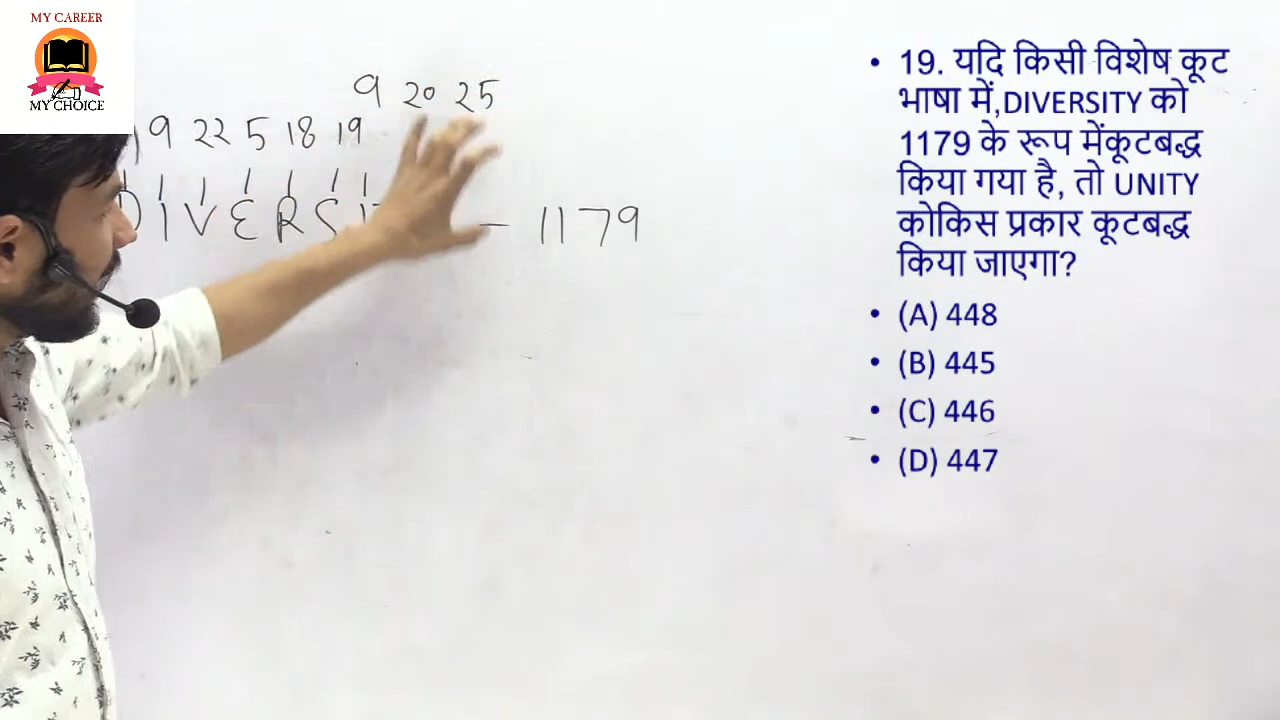 MY CAREER
MY CHOICE
9 20 25
9 22 5 18 19
D I V E R S I - 1179
• 19. यदि किसी विशेष कूट
भाषा में,DIVERSITY को
1179 के रूप मेंकूटबद्ध
किया गया है, तो UNITY
कोकिस प्रकार कूटबद्ध
किया जाएगा?
• (A) 448
• (B) 445
• (C) 446
• (D) 447